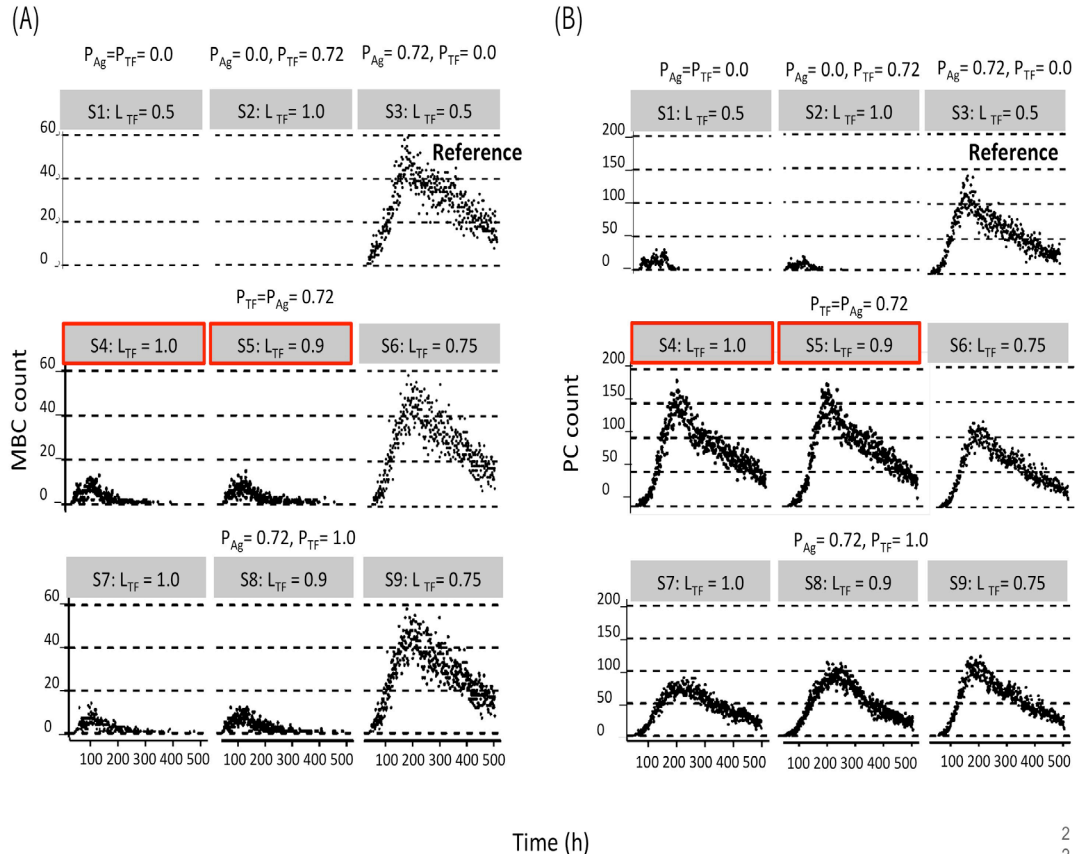 (A)
P_Ag=P_TF= 0.0 P_Ag= 0.0, P_TF= 0.72 P_Ag= 0.72, P_TF= 0.0
S1: L_TF= 0.5 S2: L_TF= 1.0 S3: L_TF= 0.5
Reference
60
40
20
0
P_TF=P_Ag= 0.72
S4: L_TF= 1.0 S5: L_TF= 0.9 S6: L_TF= 0.75
60
40
20
0
MBC count
P_Ag= 0.72, P_TF= 1.0
S7: L_TF = 1.0 S8: L_TF = 0.9 S9: L_TF = 0.75
60
40
20
0
100 200 300 400 500 100 200 300 400 500 100 200 300 400 500
(B)
P_Ag=P_TF= 0.0 P_Ag= 0.0, P_TF= 0.72 P_Ag= 0.72, P_TF= 0.0
S1: L_TF= 0.5 S2: L_TF= 1.0 S3: L_TF= 0.5
Reference
200
150
100
50
0
P_TF=P_Ag= 0.72
S4: L_TF= 1.0 S5: L_TF= 0.9 S6: L_TF= 0.75
200
150
100
50
0
PC count
P_Ag= 0.72, P_TF= 1.0
S7: L_TF = 1.0 S8: L_TF = 0.9 S9: L_TF = 0.75
200
150
100
50
0
100 200 300 400 500 100 200 300 400 500 100 200 300 400 500
Time (h)
2